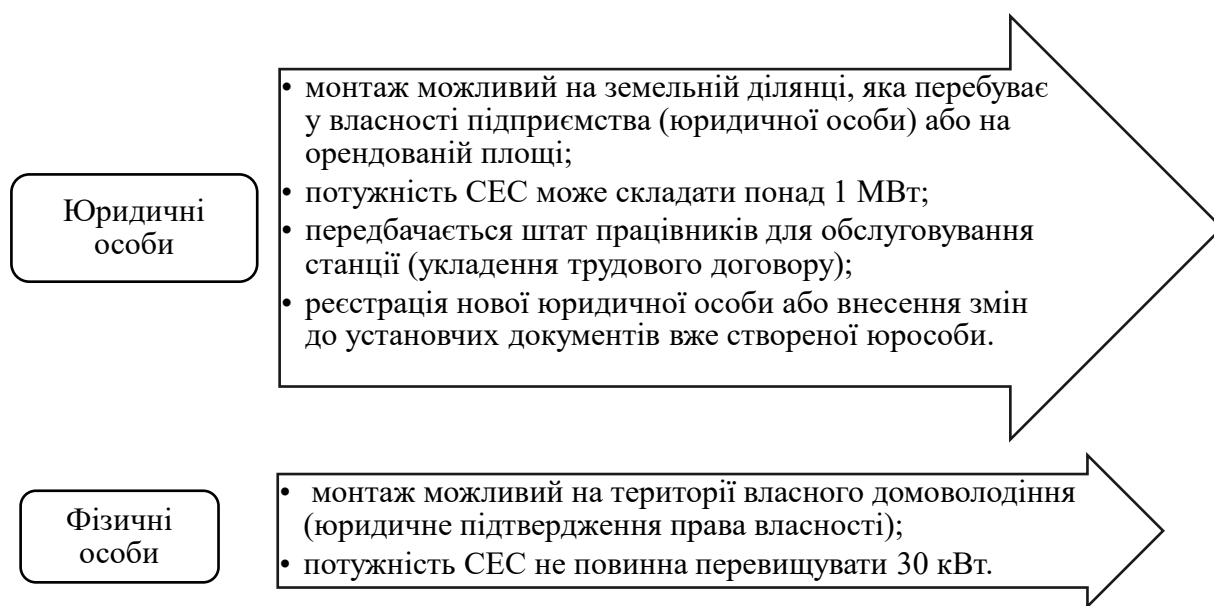 Юридичні
особи
• монтаж можливий на земельній ділянці, яка перебуває
у власності підприємства (юридичної особи) або на
орендованій площі;
• потужність СЕС може складати понад 1 МВт;
• передбачається штат працівників для обслуговування
станції (укладення трудового договору);
• реєстрація нової юридичної особи або внесення змін
до установчих документів вже створеної юрособи.
Фізичні
особи
• монтаж можливий на території власного домоволодіння
(юридичне підтвердження права власності);
• потужність СЕС не повинна перевищувати 30 кВт.